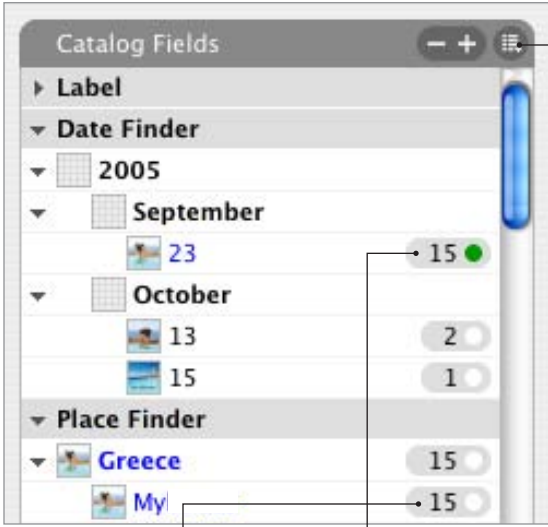 Catalog Fields
Label
Date Finder
2005
September
23 15
October
13 2
15 1
Place Finder
Greece 15
15